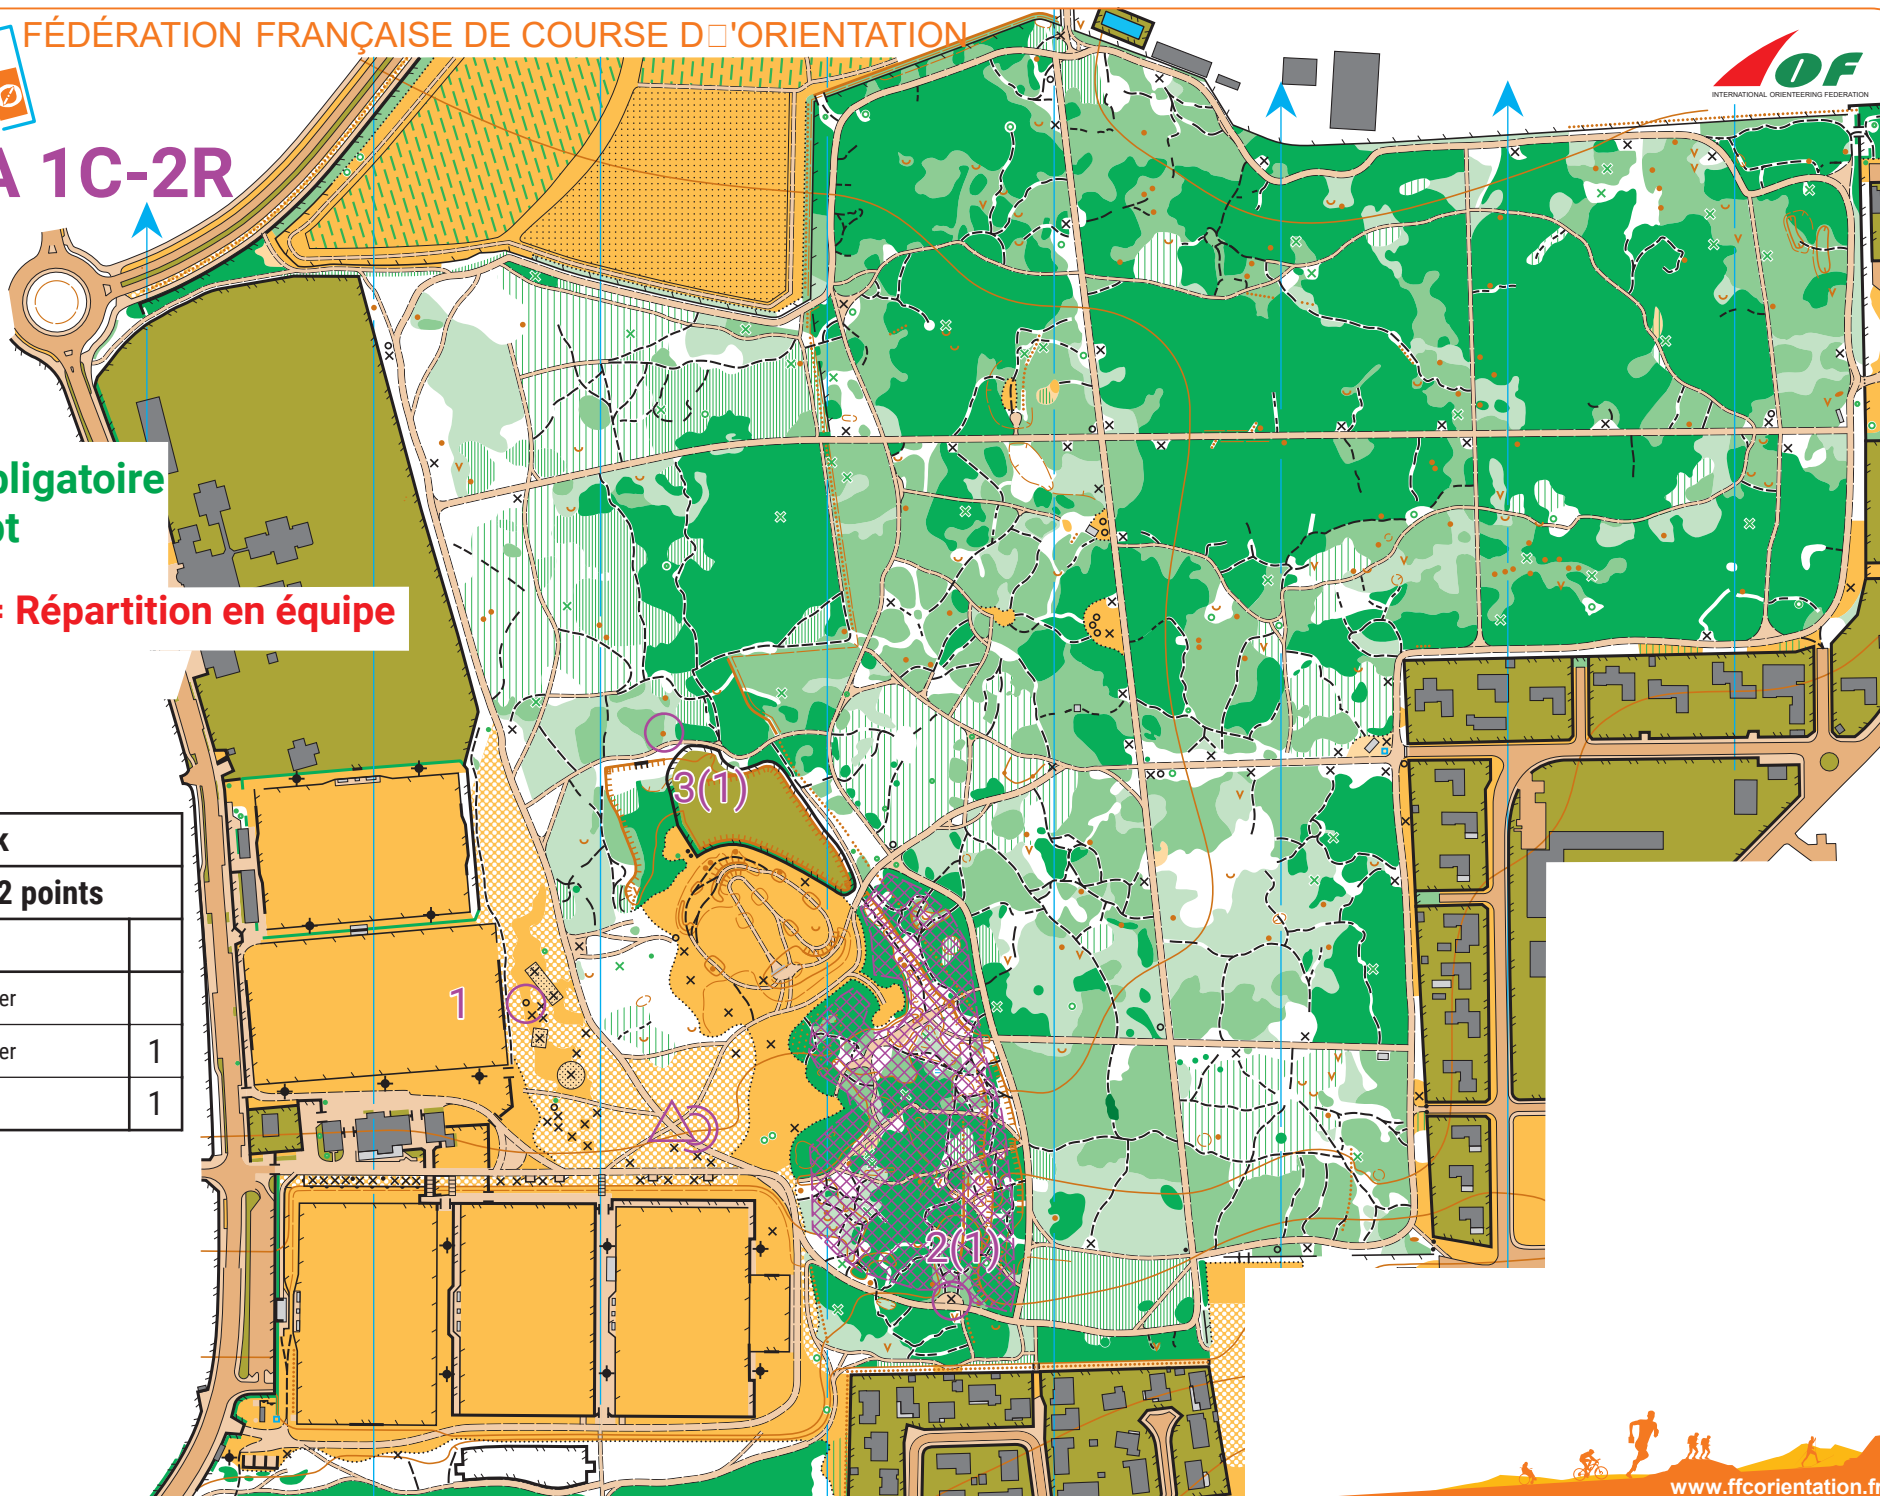 FÉDÉRATION FRANÇAISE DE COURSE D□'ORIENTATION
IOF
INTERNATIONAL ORIENTEERING FEDERATION
A 1C-2R
bligatoire
ot
= Répartition en équipe
3(1)
k
2 points
er
er 1
1
1
2(1)
www.ffcorientation.fr